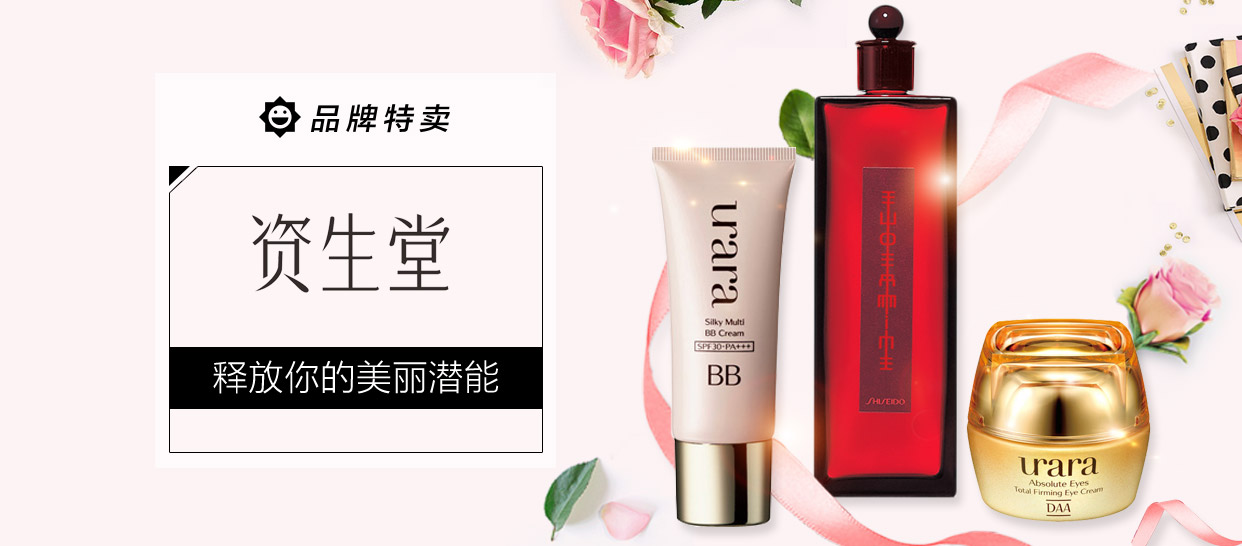 品牌特卖
资生堂
释放你的美丽潜能
urara
Silky Multi
BB Cream
SPF30·PA+++
BB
SHISEIDO
urara
Absolute Eyes
Total Firming Eye Cream
DAA